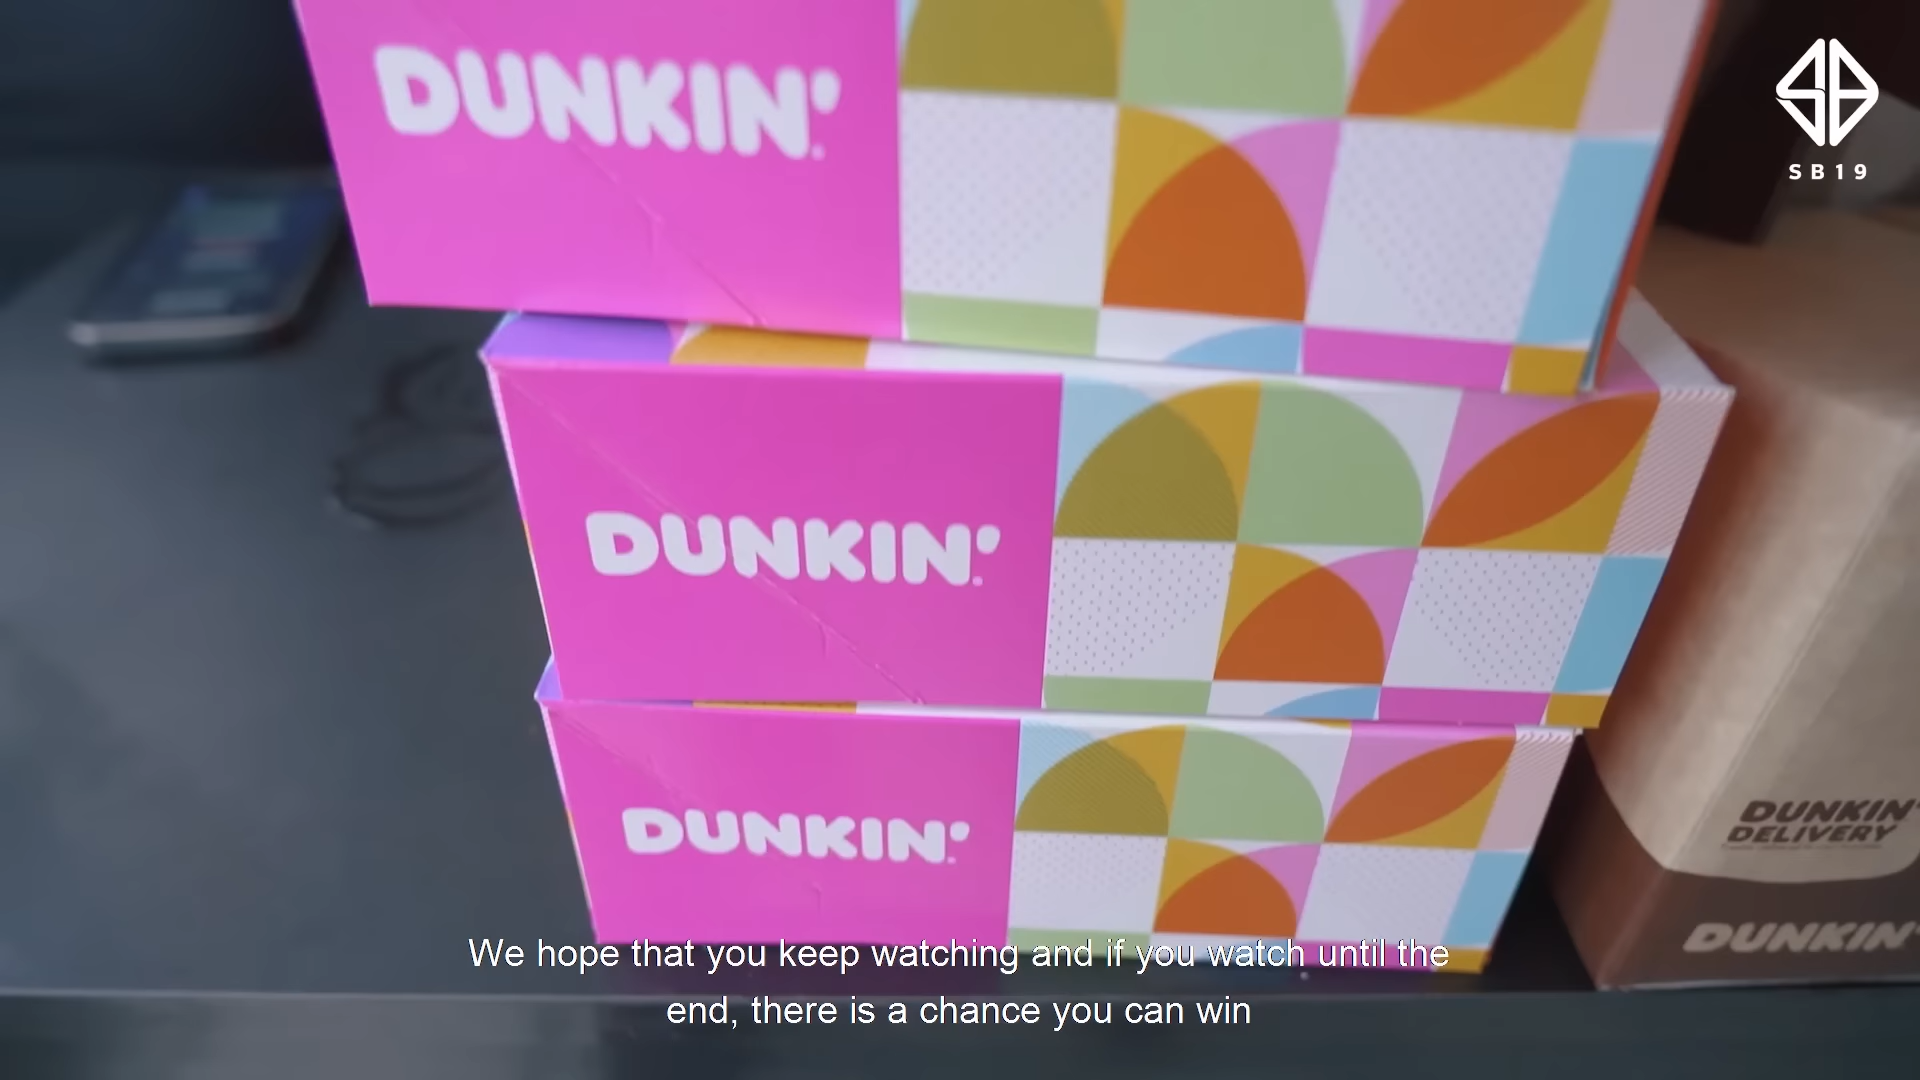 DUNKIN'
SB19
DUNKIN'
DUNKIN'
DUNKIN'
DELIVERY
DUNKIN'
We hope that you keep watching and if you watch until the
end, there is a chance you can win